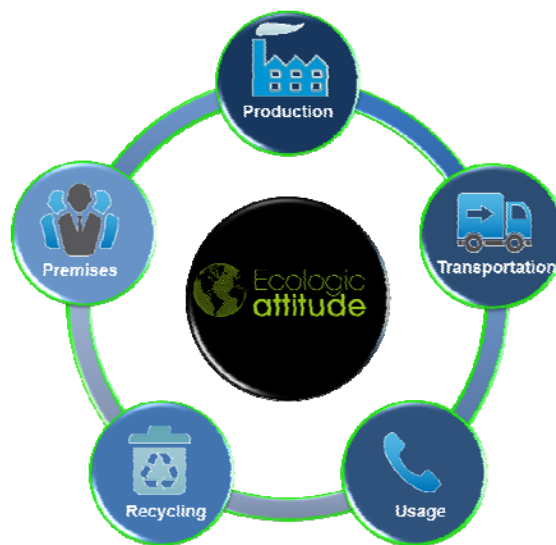 Production
Premises
Transportation
Ecologic
attitude
Recycling
Usage